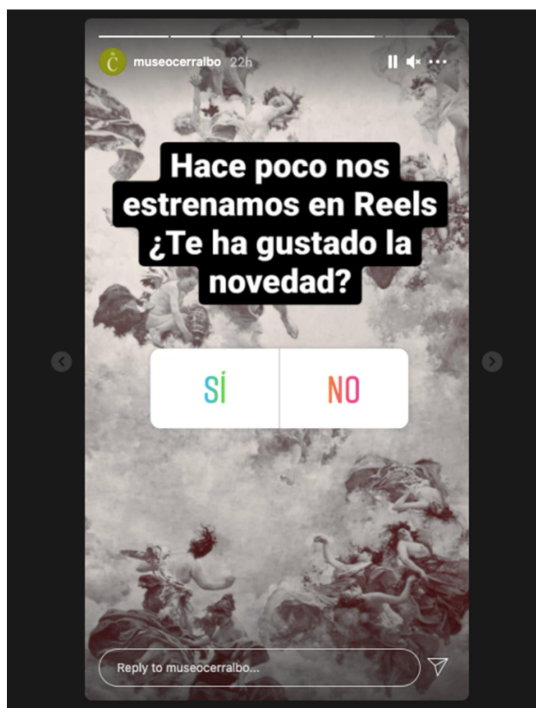 museocerralbo 22h
Hace poco nos
estrenamos en Reels
¿Te ha gustado la
novedad?
SÍ NO
Reply to museocerralbo...